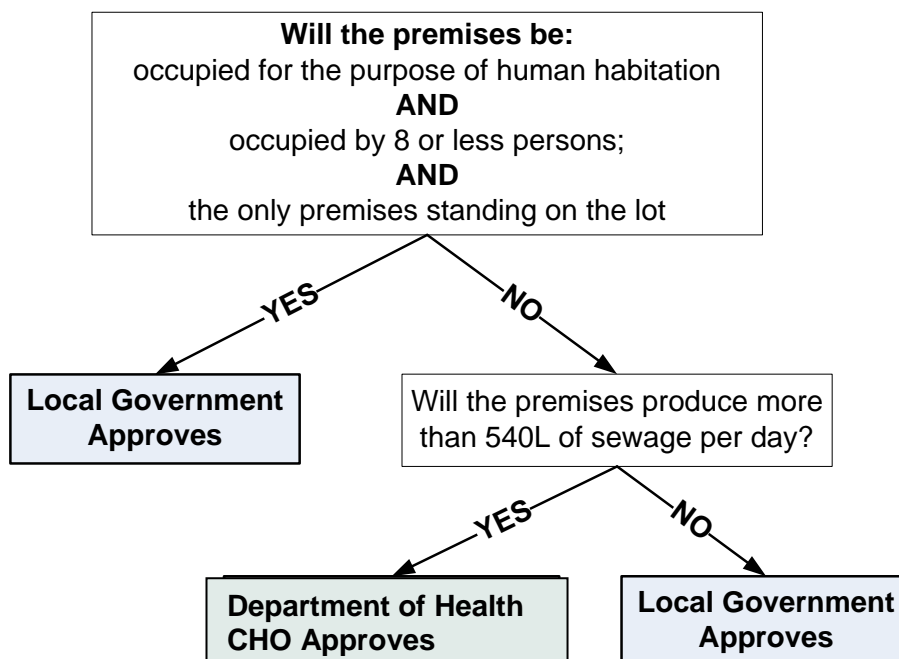 Will the premises be:
occupied for the purpose of human habitation
AND
occupied by 8 or less persons;
AND
the only premises standing on the lot
YES
NO
Local Government
Approves
Will the premises produce more
than 540L of sewage per day?
YES
NO
Department of Health
CHO Approves
Local Government
Approves